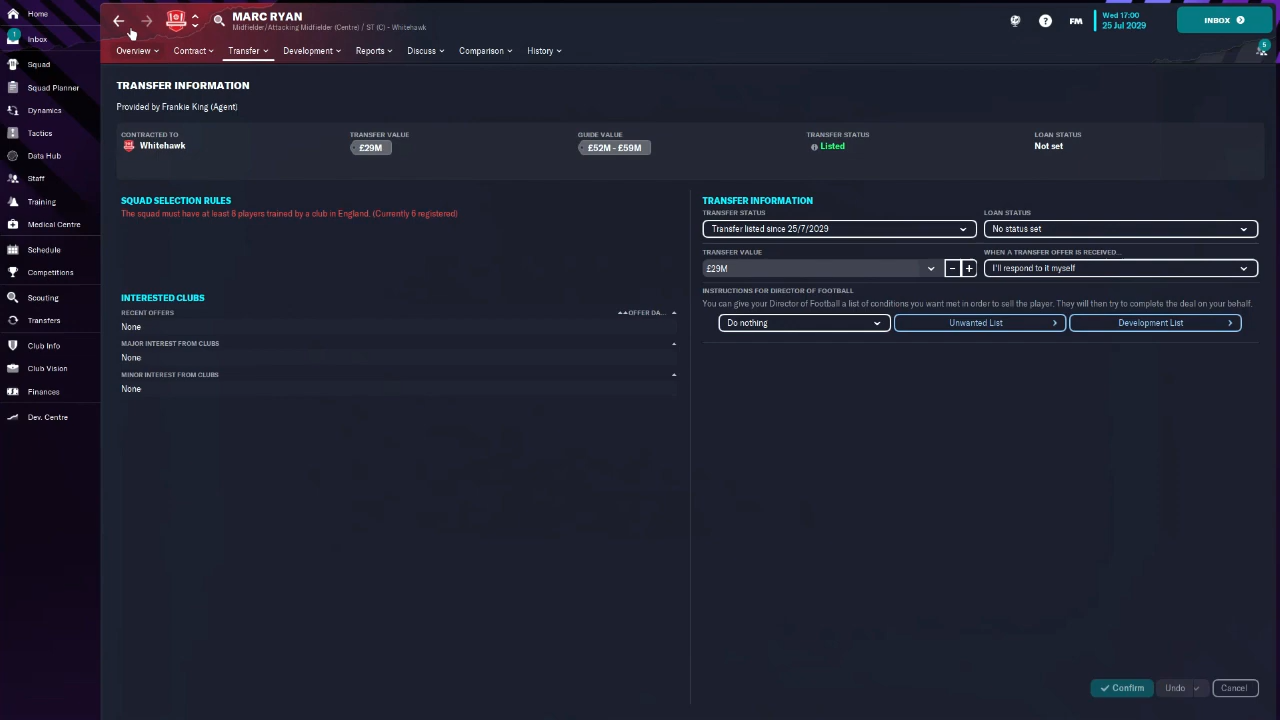 Home
MARC RYAN
Midfielder/Attacking Midfielder (Centre) / ST (C) - Whitehawk
FM
Wed 17:00
25 Jul 2029
INBOX
1
Inbox
Overview
Contract
Transfer
Development
Reports
Discuss
Comparison
History
5
Squad
Squad Planner
Dynamics
Tactics
Data Hub
Staff
Training
Medical Centre
Schedule
Competitions
Scouting
Transfers
Club Info
Club Vision
Finances
Dev. Centre
TRANSFER INFORMATION
Provided by Frankie King (Agent)
CONTRACTED TO
Whitehawk
TRANSFER VALUE
£29M
GUIDE VALUE
£52M - £59M
TRANSFER STATUS
Listed
LOAN STATUS
Not set
SQUAD SELECTION RULES
The squad must have at least 8 players trained by a club in England. (Currently 6 registered)
INTERESTED CLUBS
RECENT OFFERS
OFFER DA...
None
MAJOR INTEREST FROM CLUBS
None
MINOR INTEREST FROM CLUBS
None
TRANSFER INFORMATION
TRANSFER STATUS
LOAN STATUS
Transfer listed since 25/7/2029
No status set
TRANSFER VALUE
WHEN A TRANSFER OFFER IS RECEIVED...
£29M
I'll respond to it myself
INSTRUCTIONS FOR DIRECTOR OF FOOTBALL
You can give your Director of Football a list of conditions you want met in order to sell the player. They will then try to complete the deal on your behalf.
Do nothing
Unwanted List
Development List
Confirm
Undo
Cancel